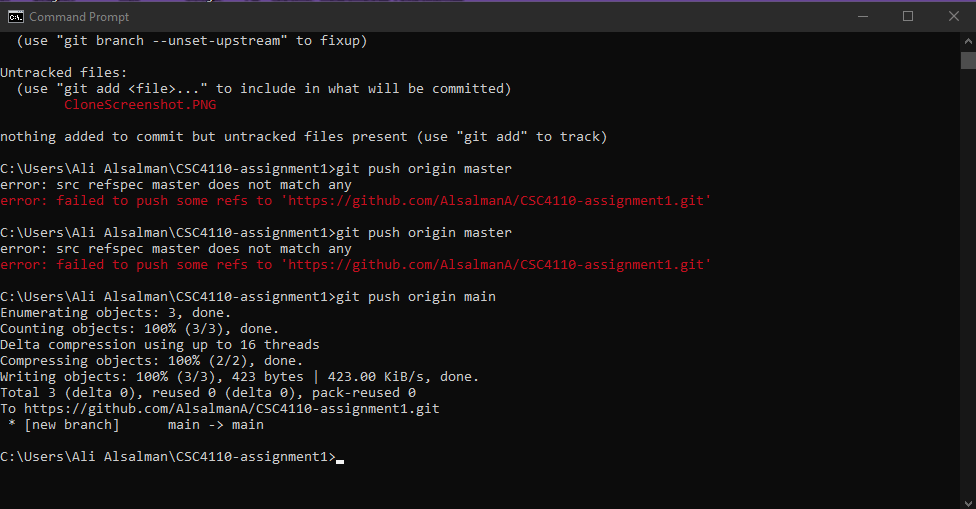 Command Prompt
(use "git branch --unset-upstream" to fixup)
Untracked files:
(use "git add <file>..." to include in what will be committed)
CloneScreenshot.PNG
nothing added to commit but untracked files present (use "git add" to track)
C:\Users\Ali Alsalman\CSC4110-assignment1>git push origin master
error: src refspec master does not match any
error: failed to push some refs to 'https://github.com/AlsalmanA/CSC4110-assignment1.git'
C:\Users\Ali Alsalman\CSC4110-assignment1>git push origin master
error: src refspec master does not match any
error: failed to push some refs to 'https://github.com/AlsalmanA/CSC4110-assignment1.git'
C:\Users\Ali Alsalman\CSC4110-assignment1>git push origin main
Enumerating objects: 3, done.
Counting objects: 100% (3/3), done.
Delta compression using up to 16 threads
Compressing objects: 100% (2/2), done.
Writing objects: 100% (3/3), 423 bytes | 423.00 KiB/s, done.
Total 3 (delta 0), reused 0 (delta 0), pack-reused 0
To https://github.com/AlsalmanA/CSC4110-assignment1.git
* [new branch]      main -> main
C:\Users\Ali Alsalman\CSC4110-assignment1>